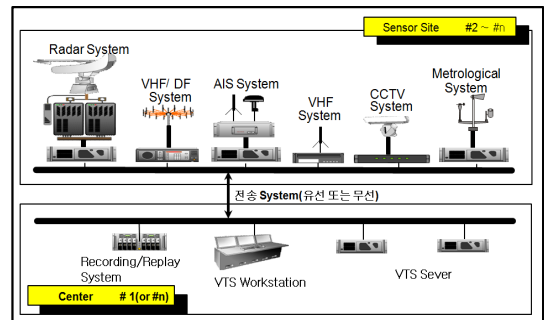 Sensor Site #2 ~ #n
Radar System
VHF/ DF
System
AIS System
VHF
System
CCTV
System
Metrological
System
전송 System(유선 또는 무선)
Recording/Replay
System
VTS Workstation
VTS Sever
Center # 1(or #n)